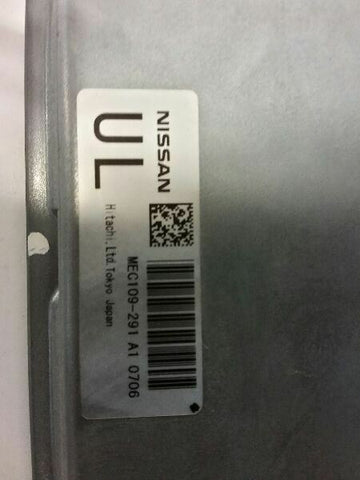 NISSAN
UL
MEC109-291 A1 0706
Hitachi,Ltd.Tokyo Japan